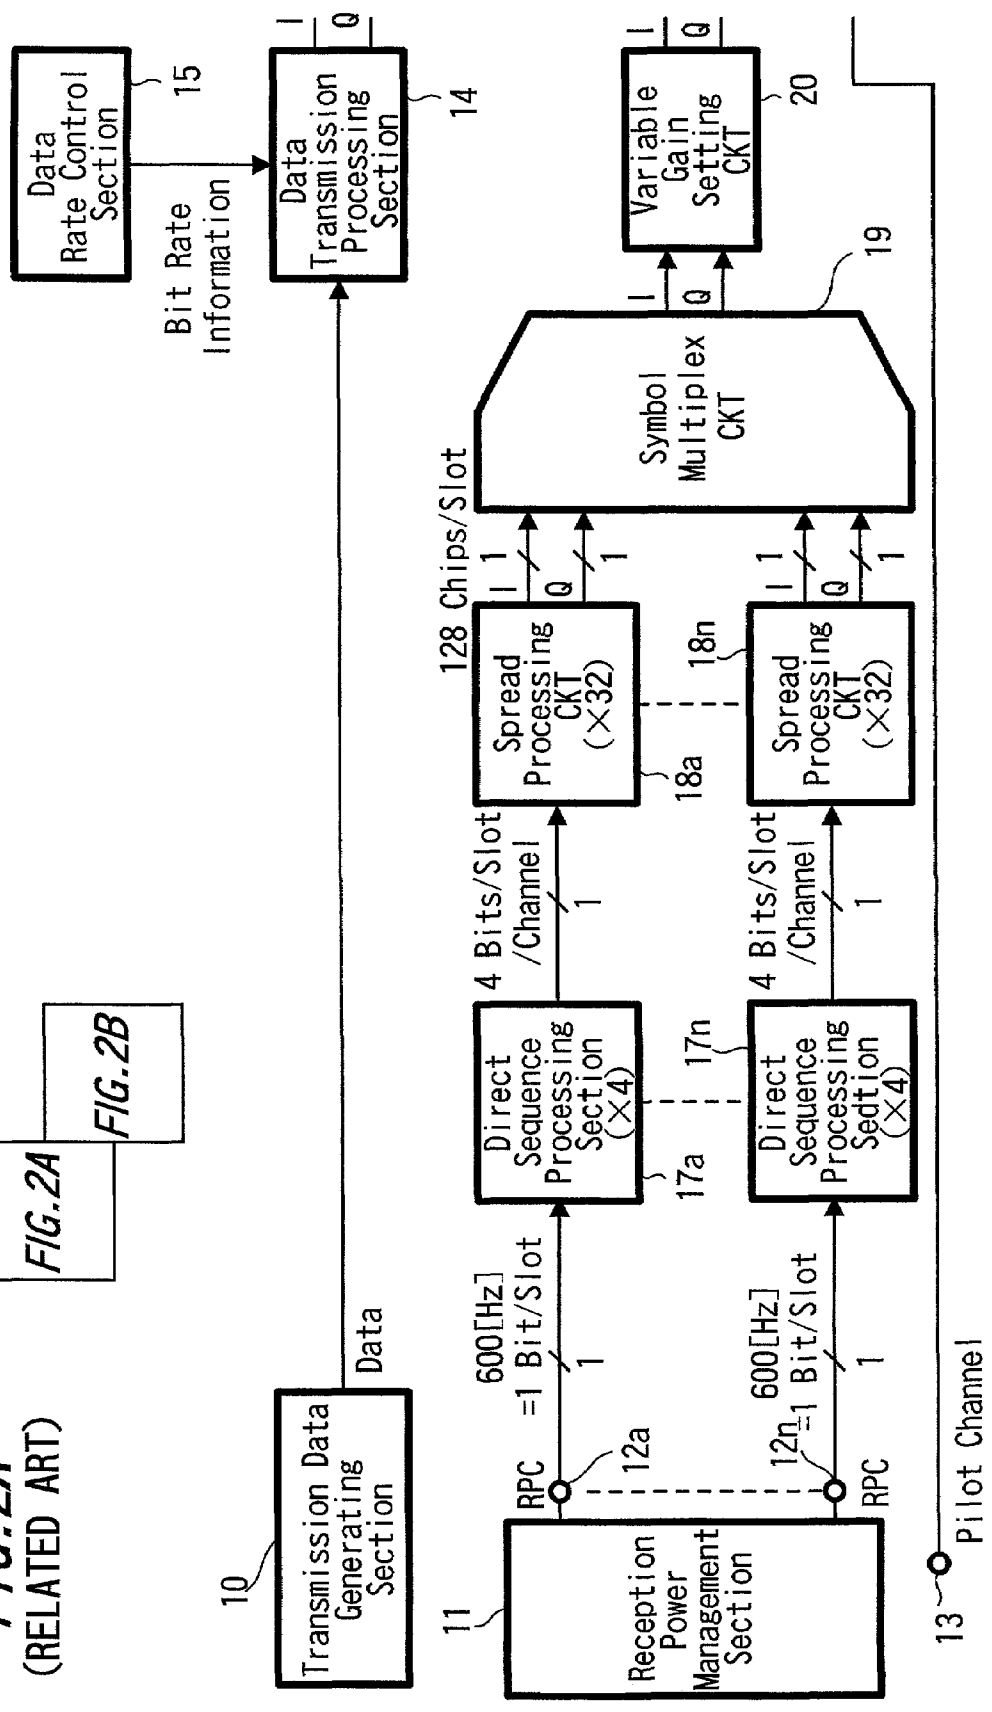 FIG.2A
(RELATED ART)
FIG.2A
FIG.2B
10
Transmission Data
Generating
Section
Data
Data
Rate Control
Section
15
Bit Rate
Information
Data
Transmission
Processing
Section
14
I
Q
11
Reception
Power
Management
Section
RPC
12a
600[Hz]
=1 Bit/Slot
1
Direct
Sequence
Processing
Section
(×4)
17a
4 Bits/Slot
/Channel
1
Spread
Processing
CKT
(×32)
18a
128 Chips/Slot
I
1
Q
1
RPC
12n
600[Hz]
=1 Bit/Slot
1
Direct
Sequence
Processing
Sedtion
(×4)
17n
4 Bits/Slot
/Channel
1
Spread
Processing
CKT
(×32)
18n
I
1
Q
1
Symbol
Multiplex
CKT
19
I
Q
Variable
Gain
Setting
CKT
20
I
Q
13
Pilot Channel